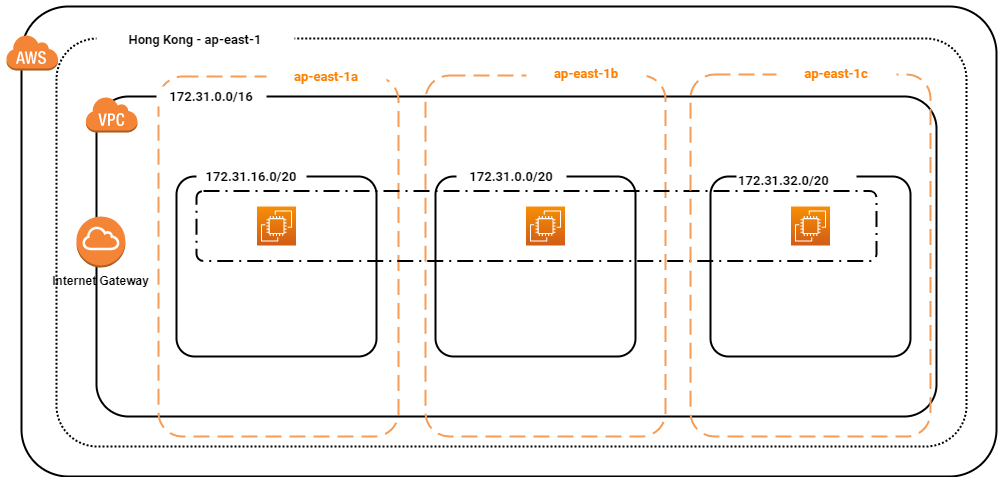 Hong Kong - ap-east-1
AWS
ap-east-1a
ap-east-1b
ap-east-1c
172.31.0.0/16
VPC
172.31.16.0/20
172.31.0.0/20
172.31.32.0/20
Internet Gateway